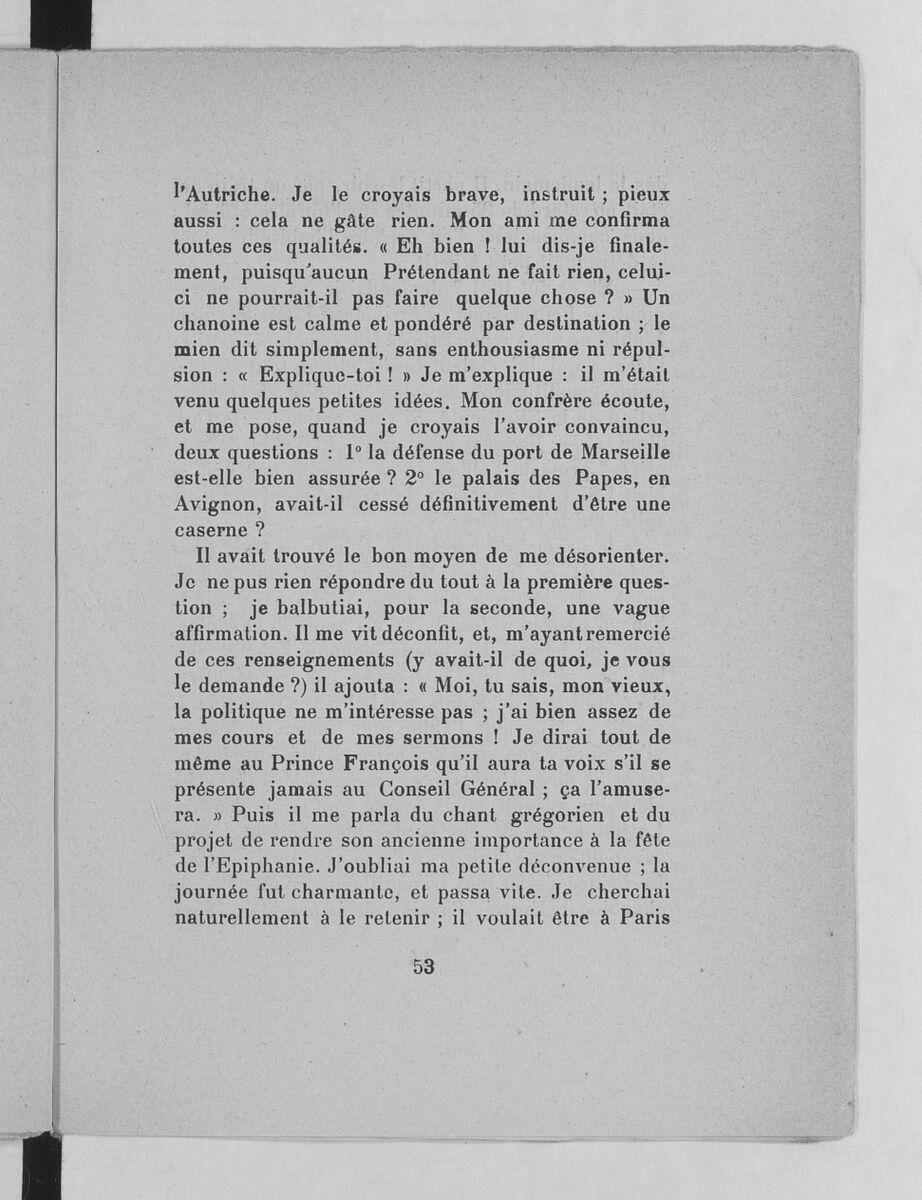 l'Autriche. Je le croyais brave, instruit ; pieux
aussi : cela ne gâte rien. Mon ami me confirma
toutes ces qualités. « Eh bien ! lui dis-je finale-
ment, puisqu'aucun Prétendant ne fait rien, celui-
ci ne pourrait-il pas faire quelque chose ? » Un
chanoine est calme et pondéré par destination ; le
mien dit simplement, sans enthousiasme ni répul-
sion : « Explique-toi ! » Je m'explique : il m'était
venu quelques petites idées. Mon confrère écoute,
et me pose, quand je croyais l'avoir convaincu,
deux questions : 1º la défense du port de Marseille
est-elle bien assurée ? 2º le palais des Papes, en
Avignon, avait-il cessé définitivement d'être une
caserne ?
Il avait trouvé le bon moyen de me désorienter.
Je ne pus rien répondre du tout à la première ques-
tion ; je balbutiai, pour la seconde, une vague
affirmation. Il me vit déconfit, et, m'ayant remercié
de ces renseignements (y avait-il de quoi, je vous
le demande ?) il ajouta : « Moi, tu sais, mon vieux,
la politique ne m'intéresse pas ; j'ai bien assez de
mes cours et de mes sermons ! Je dirai tout de
même au Prince François qu'il aura ta voix s'il se
présente jamais au Conseil Général ; ça l'amuse-
ra. » Puis il me parla du chant grégorien et du
projet de rendre son ancienne importance à la fête
de l'Epiphanie. J'oubliai ma petite déconvenue ; la
journée fut charmante, et passa vite. Je cherchai
naturellement à le retenir ; il voulait être à Paris
53